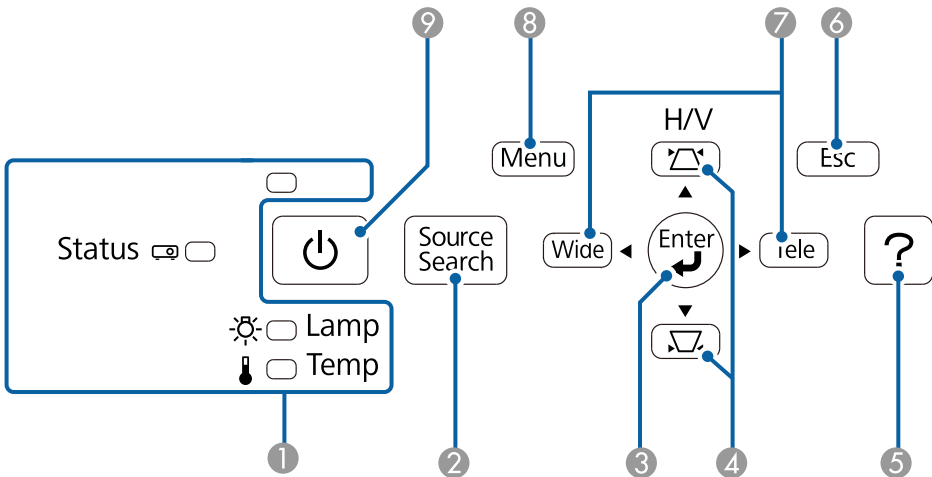 9
8
7
6
H/V
Menu
Esc
Status
Source
Search
Wide
Enter
Tele
?
Lamp
Temp
1
2
3
4
5